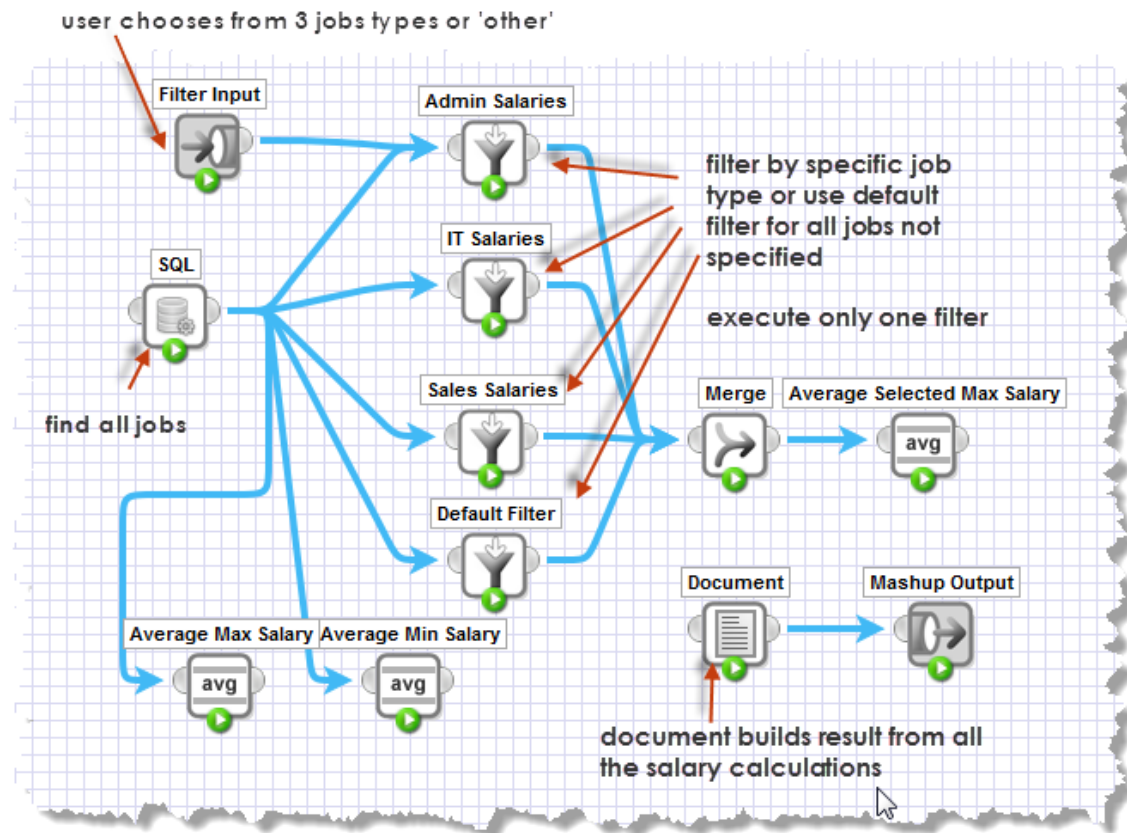 user chooses from 3 jobs types or 'other'
Filter Input
Admin Salaries
filter by specific job
type or use default
filter for all jobs not
specified
IT Salaries
SQL
execute only one filter
find all jobs
Sales Salaries
Merge
Average Selected Max Salary
avg
Default Filter
Document
Mashup Output
Average Max Salary
Average Min Salary
avg
avg
document builds result from all
the salary calculations